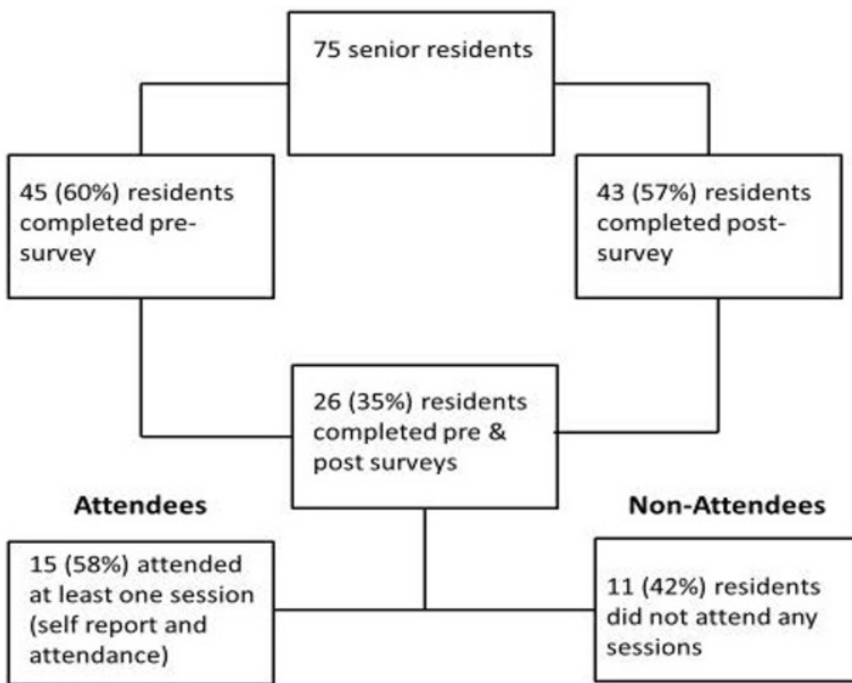 75 senior residents
45 (60%) residents
completed pre-
survey
43 (57%) residents
completed post-
survey
26 (35%) residents
completed pre &
post surveys
Attendees
15 (58%) attended
at least one session
(self report and
attendance)
Non-Attendees
11 (42%) residents
did not attend any
sessions